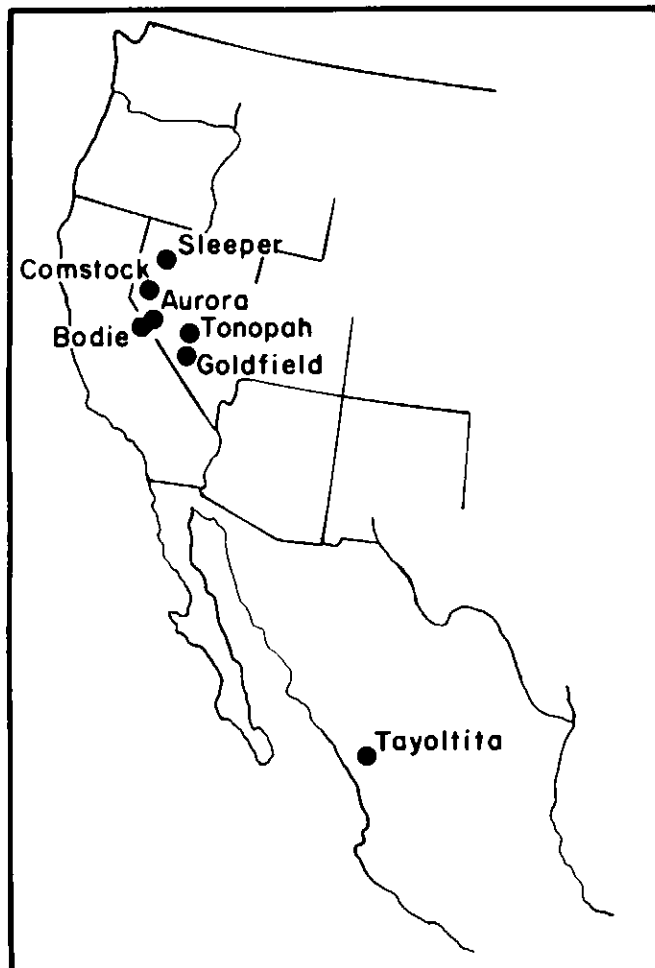 Sleeper
Comstock
Aurora
Bodie
Tonopah
Goldfield
Tayoltita